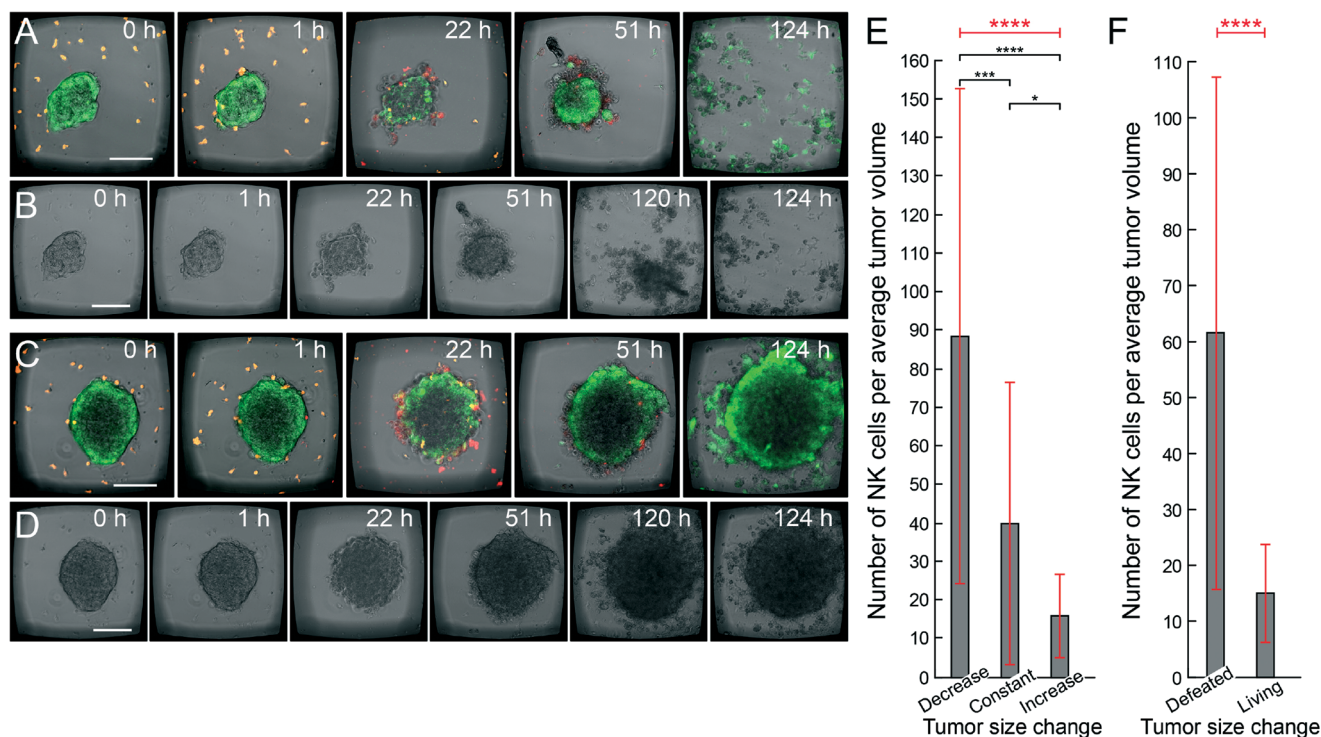 A
0 h
1 h
22 h
51 h
124 h
B
0 h
1 h
22 h
51 h
120 h
124 h
C
0 h
1 h
22 h
51 h
124 h
D
0 h
1 h
22 h
51 h
120 h
124 h
E
****
****
***
*
Number of NK cells per average tumor volume
160
150
140
130
120
110
100
90
80
70
60
50
40
30
20
10
0
Decrease
Constant
Increase
Tumor size change
F
****
Number of NK cells per average tumor volume
110
100
90
80
70
60
50
40
30
20
10
0
Defeated
Living
Tumor size change